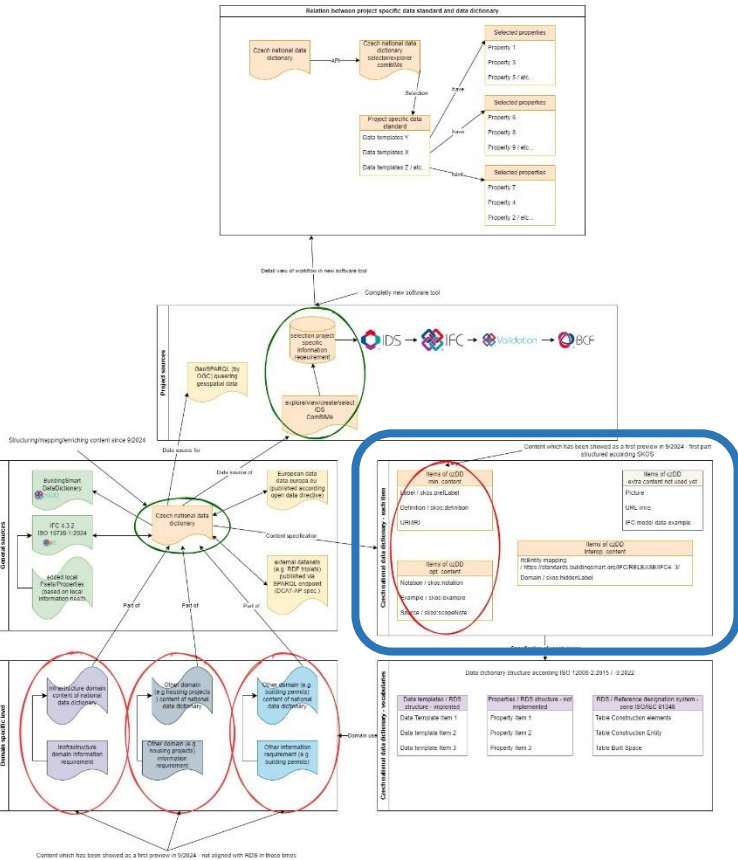 Relation between project specific data standard and data dictionary
Czech national data
dictionary
API
Czech national data
dictionary
selector/explorer
comBIMe
Selection
Project specific data
standard
Data templates Y
Data templates X
Data templates Z / etc...
have
have
have
Selected properties
Property 1
Property 3
Property 5 / etc...
Selected properties
Property 6
Property 8
Property 9 / etc...
Selected properties
Property 7
Property 4
Property 2 / etc...
Detail view of workflow in new software tool
Completly new software tool
Project sources
selection project
specific
information
requirement
IDS
IFC
Validation
BCF
GeoSPARQL (by
OGC) quering
geospatial data
explore/view/create/select
IDS
ComBIMe
Structuring/mapping/enriching content since 9/2024
Data source for
Data source of
General sources
BuildingSmart
DataDictionary
IFC 4.3.2
ISO 16739-1:2024
added local
Psets/Properties
(based on local
information need)
Czech national data
dictionary
European data
data.europa.eu
(published according
open data directive)
Content specification
external datasets
(e.g. RDF triplets)
published via
SPARQL endpoint
(DCAT-AP spec.)
Part of
Part of
Part of
Content which has been showed as a first preview in 9/2024 - first part
structured according SKOS
Czech national data dictionary - each item
Items of czDD
min. content
Label / skos:prefLabel
Definition / skos:definition
URI/IRI
Items of czDD
opt. content
Notation / skos:notation
Example / skos:example
Source / skos:scopeNote
Items of czDD
extra content not used yet
Picture
URL links
IFC model data example
Items of czDD
interop. content
IfcEntity mapping
Domain / skos:hiddenLabel
Domain specific level
Infrastructure domain
content of national
data dictionary
Other domain
(e.g.housing projects)
content of national
data dictionary
Other domain (e.g.
building permits)
content of national
data dictionary
Insfrastructure
domain information
requirement
Other domain (e.g.
housing projects)
information
requirement
Other information
requirement (e.g.
building permits)
Domain use
Czech national data dictionary - vocabularies
Data dictionary structure according ISO 12006-2:2015 / -3:2022
Data templates / RDS
structure - implented
Data Template item 1
Data template item 2
Data template item 3
Properties / RDS structure - not
implemented
Property item 1
Property item 2
Property item 3
RDS / Reference designation system -
serie ISO/IEC 81346
Table Construction elements
Table Construction Entity
Table Built Space
Content which has been showed as a first preview in 9/2024 - not aligned with RDS in those times